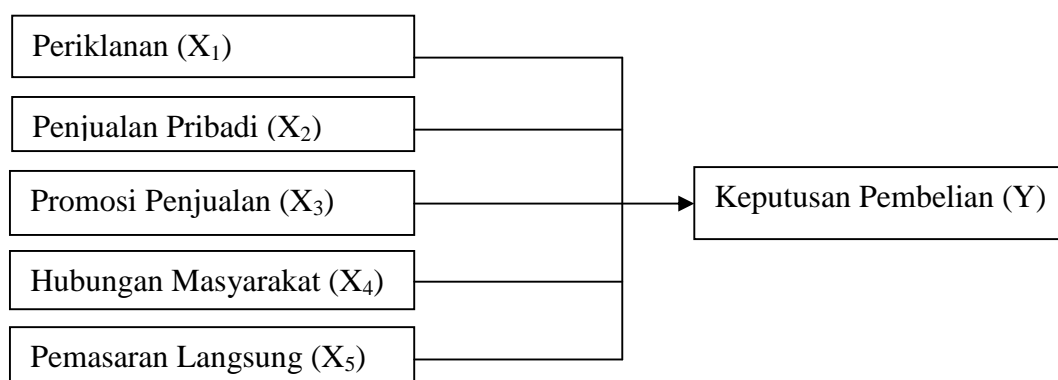 Periklanan (X₁)
Penjualan Pribadi (X₂)
Promosi Penjualan (X₃)
Keputusan Pembelian (Y)
Hubungan Masyarakat (X₄)
Pemasaran Langsung (X₅)